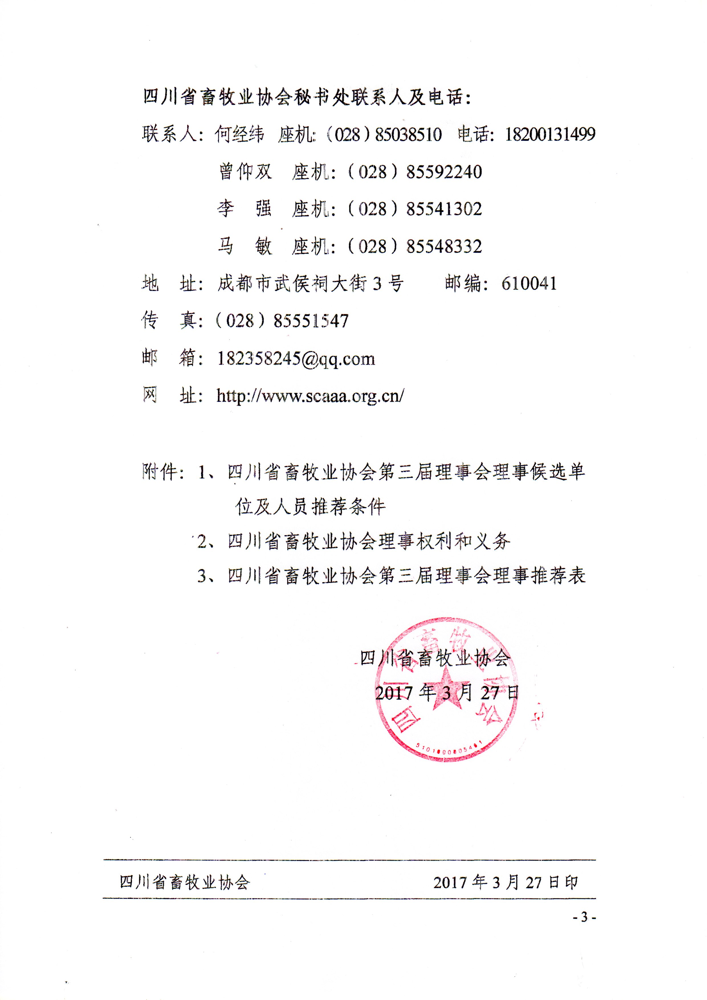 四川省畜牧业协会秘书处联系人及电话：
联系人：何经纬 座机:（028）85038510 电话：18200131499
曾仰双 座机：（028）85592240
李 强 座机：（028）85541302
马 敏 座机：（028）85548332
地 址：成都市武侯祠大街 3 号 邮编：610041
传 真：（028）85551547
邮 箱：182358245@qq.com
网 址：http://www.scaaa.org.cn/
附件：1、四川省畜牧业协会第三届理事会理事候选单
位及人员推荐条件
2、四川省畜牧业协会理事权利和义务
3、四川省畜牧业协会第三届理事会理事推荐表
四川省畜牧业协会
2017 年 3 月 27 日
四川省畜牧业协会
四川省畜牧业协会 2017 年 3 月 27 日印
- 3 -